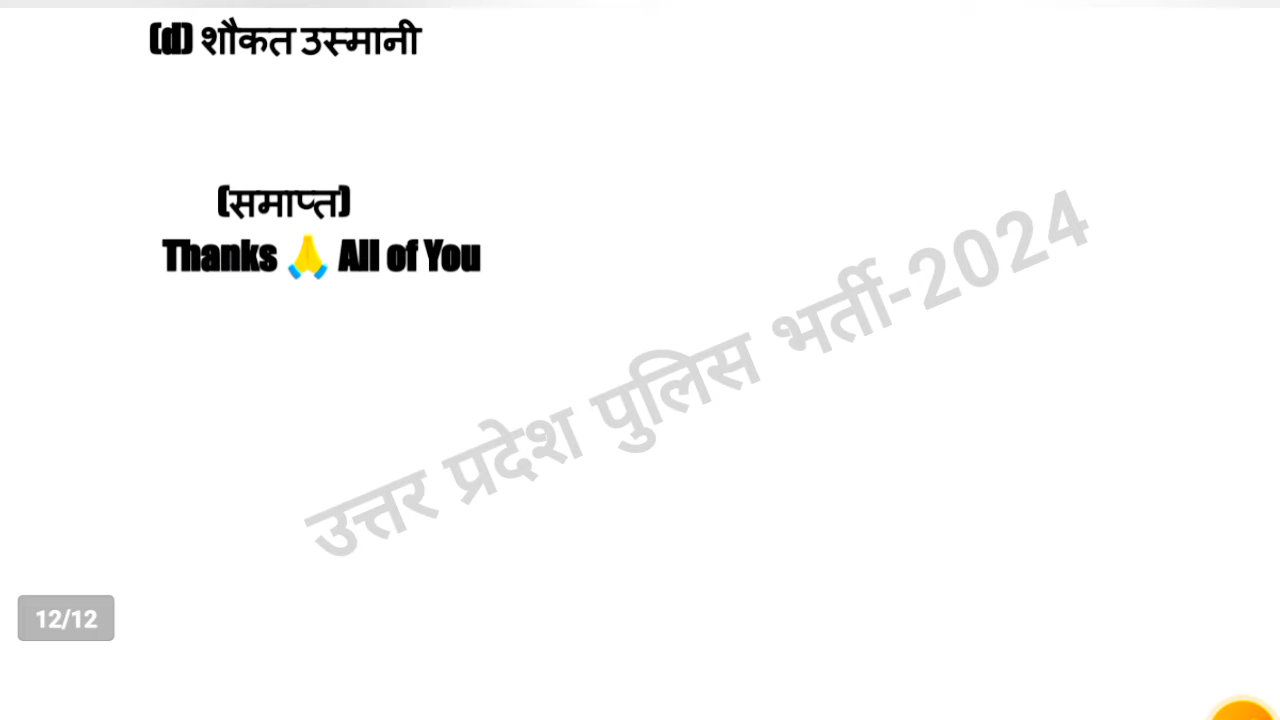 (d) शौकत उस्मानी
(समाप्त)
Thanks 🙏 All of You
उत्तर प्रदेश पुलिस भर्ती-2024
12/12